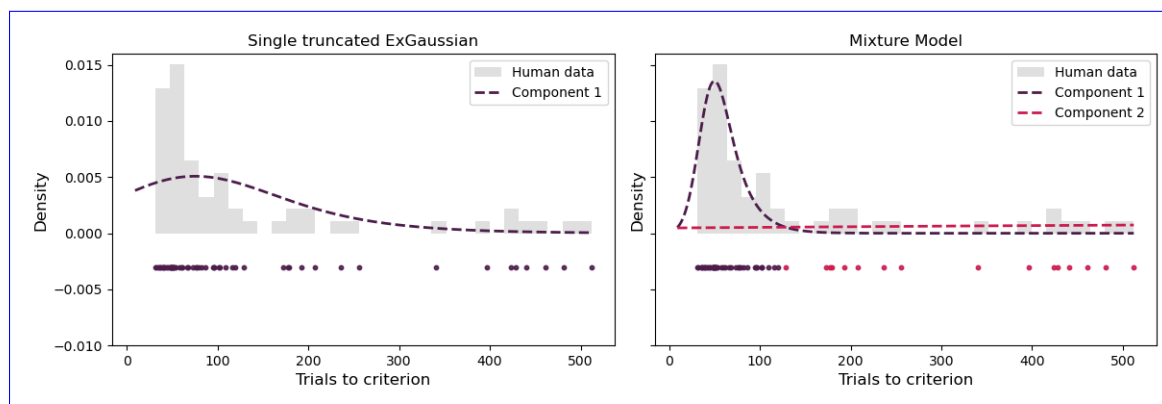 Single truncated ExGaussian
Human data
Component 1
0.015
0.010
0.005
0.000
−0.005
−0.010
Density
0 100 200 300 400 500
Trials to criterion
Mixture Model
Human data
Component 1
Component 2
Density
0 100 200 300 400 500
Trials to criterion